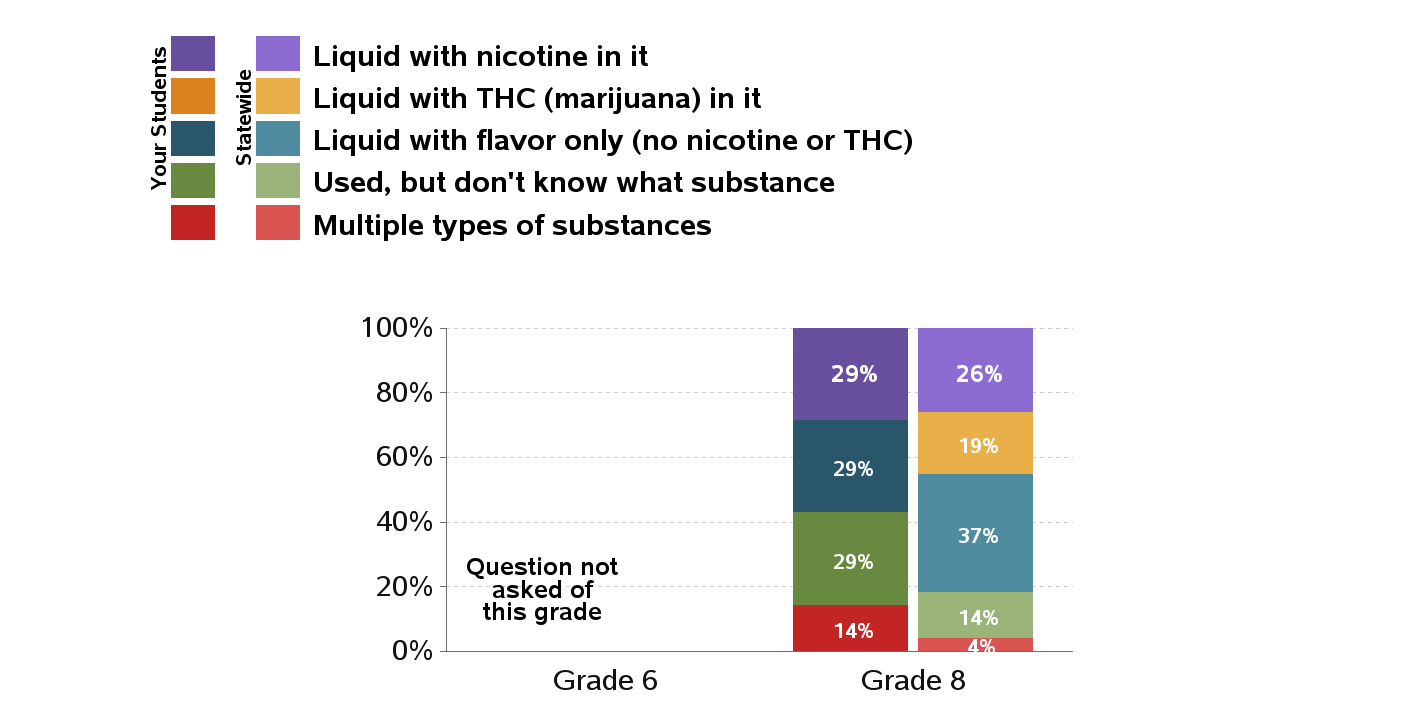 Your Students
Statewide
Liquid with nicotine in it
Liquid with THC (marijuana) in it
Liquid with flavor only (no nicotine or THC)
Used, but don't know what substance
Multiple types of substances
100%
80%
60%
40%
20%
0%
Question not
asked of
this grade
29%
29%
29%
14%
26%
19%
37%
14%
4%
Grade 6
Grade 8